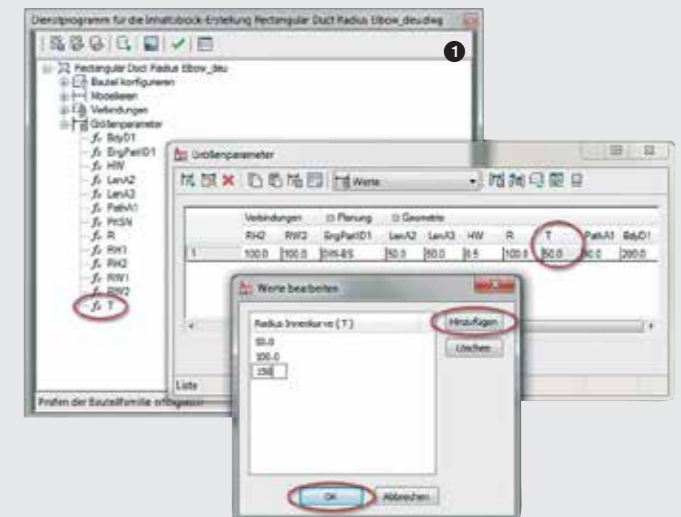 Dienstprogramm für die Inhaltsblock-Erstellung Rectangular Duct Radius Elbow_deu.dwg
1
Rectangular Duct Radius Elbow_deu
Bauteil konfigurieren
Modellieren
Verbindungen
Größenparameter
BdyD1
EngPartID1
HW
LenA2
LenA3
PathA1
PrtSN
R
RH1
RH2
RW1
RW2
T
Prüfen der Bauteilfamilie erfolgreich
Größenparameter
Werte
Verbindungen Planung Geometrie
RH2 RW2 EngPartID1 LenA2 LenA3 HW R T PathA1 BdyD1
1 100.0 100.0 50.0 50.0 0.5 100.0 50.0 200.0
Liste
Werte bearbeiten
Radius Innenkurve ( T )
50.0
100.0
150
Hinzufügen
Löschen
OK
Abbrechen